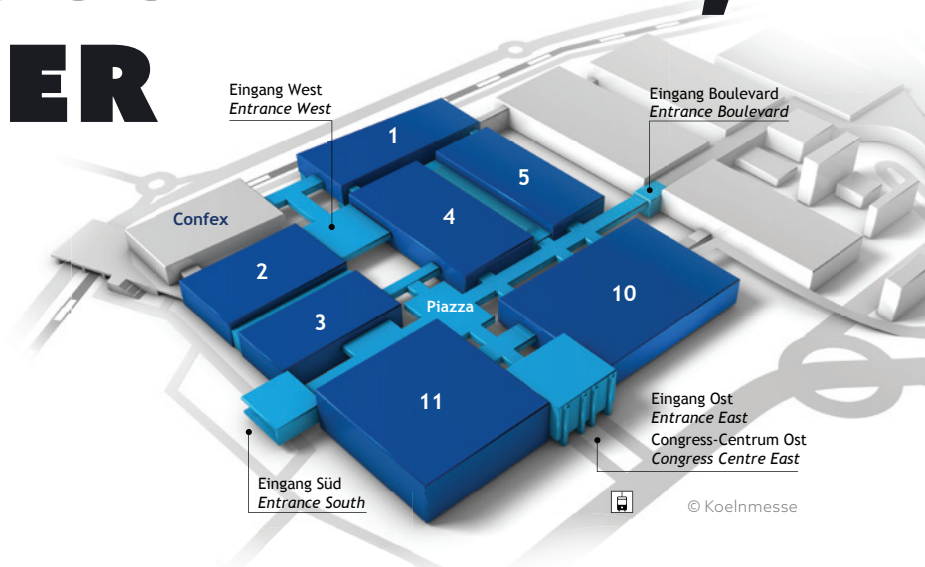 ER
Eingang West
Entrance West
Eingang Boulevard
Entrance Boulevard
1
5
4
Confex
2
10
Piazza
3
11
Eingang Ost
Entrance East
Congress-Centrum Ost
Congress Centre East
Eingang Süd
Entrance South
© Koelnmesse